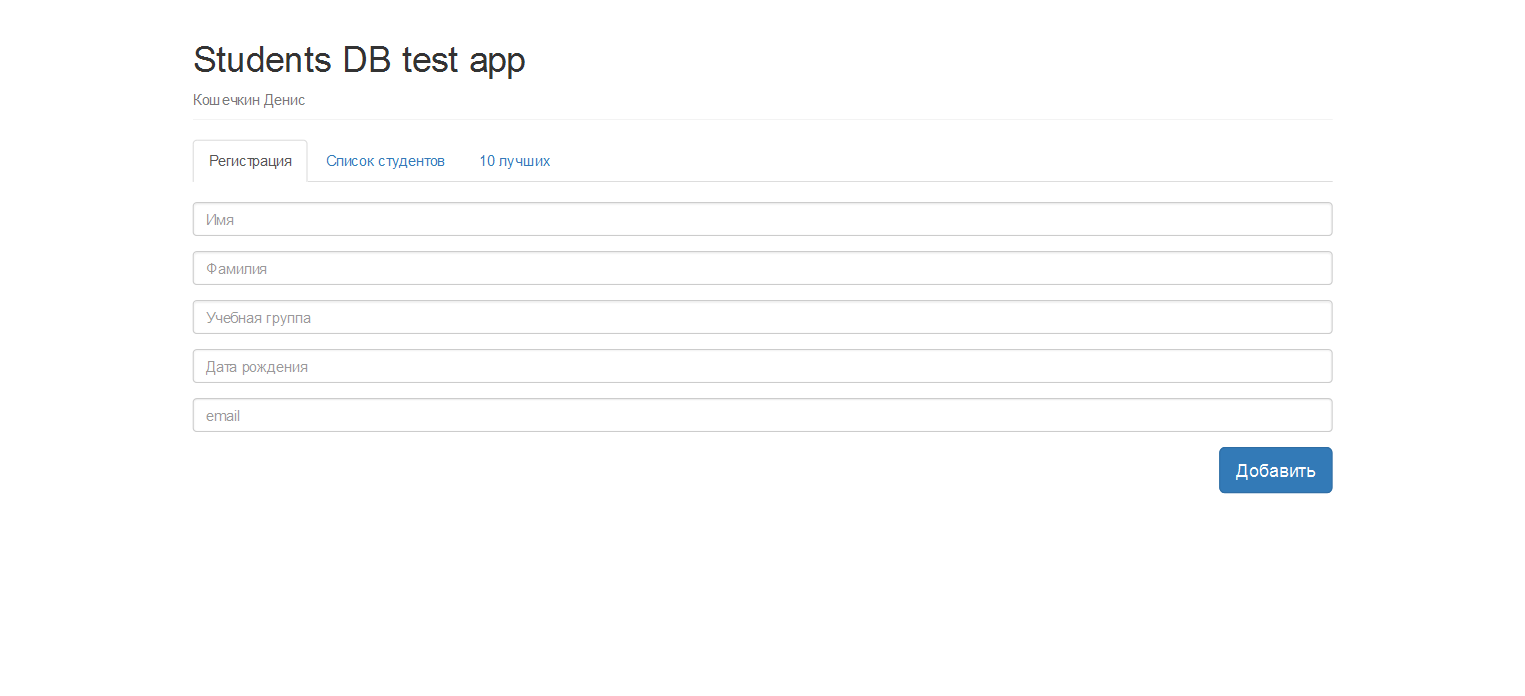 Students DB test app
Кошечкин Денис
Регистрация Список студентов 10 лучших
Имя
Фамилия
Учебная группа
Дата рождения
email
Добавить